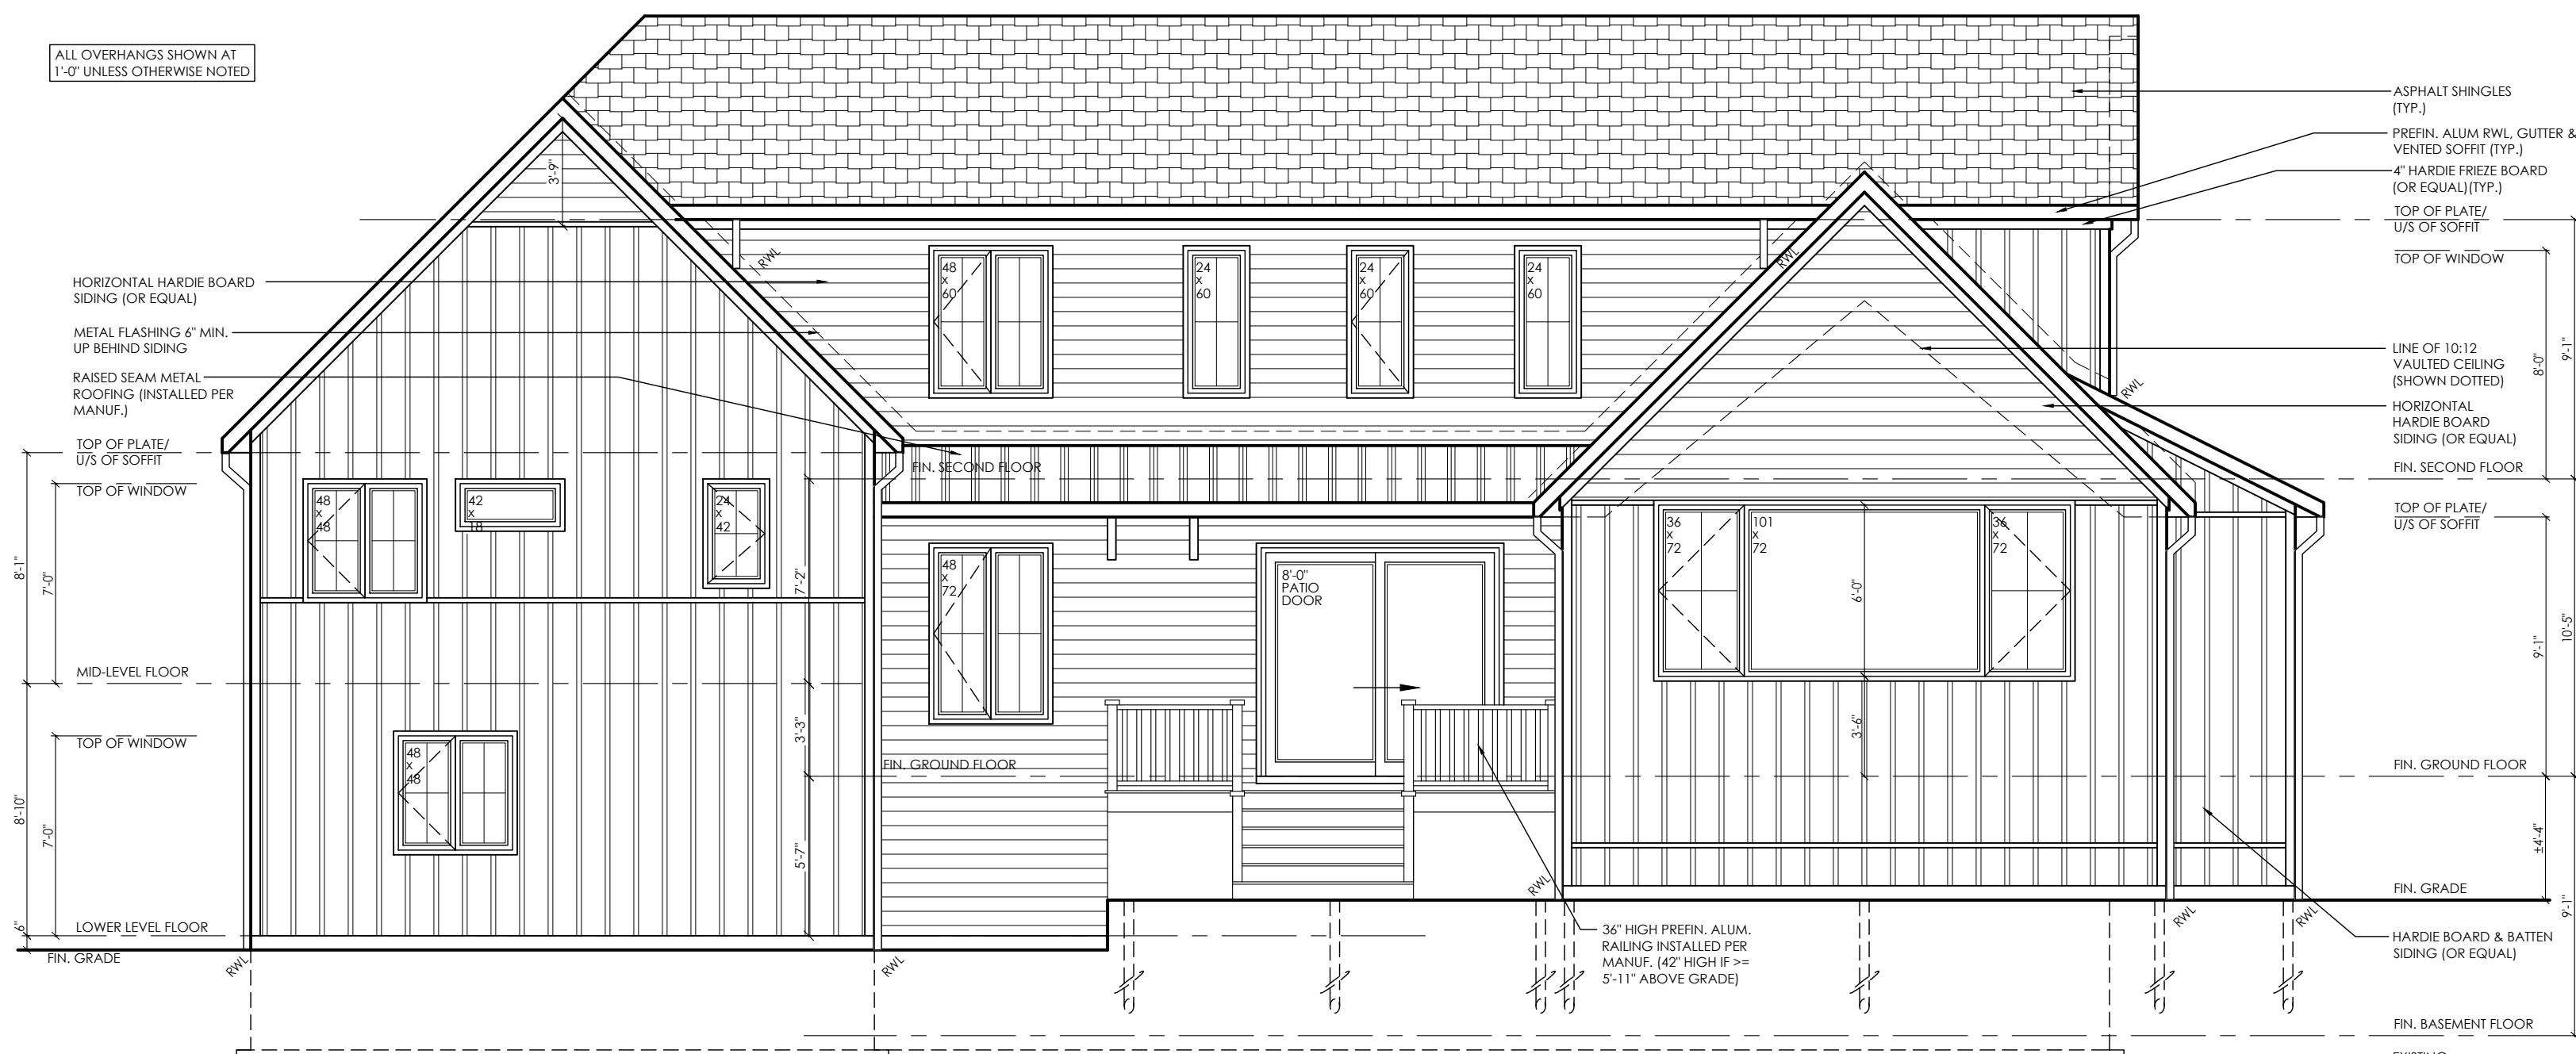 ALL OVERHANGS SHOWN AT
1'-0" UNLESS OTHERWISE NOTED
HORIZONTAL HARDIE BOARD
SIDING (OR EQUAL)
METAL FLASHING 6" MIN.
UP BEHIND SIDING
RAISED SEAM METAL
ROOFING (INSTALLED PER
MANUF.)
TOP OF PLATE/
U/S OF SOFFIT
TOP OF WINDOW
8'-1"
7'-0"
MID-LEVEL FLOOR
TOP OF WINDOW
8'-10"
7'-0"
LOWER LEVEL FLOOR
6"
FIN. GRADE
RWL
3'-9"
48
x
48
42
x
18
24
x
42
48
x
48
7'-2"
3'-3"
5'-7"
RWL
RWL
48
x
60
24
x
60
24
x
60
24
x
60
RWL
FIN. SECOND FLOOR
48
x
72
8'-0"
PATIO
DOOR
FIN. GROUND FLOOR
RWL
36" HIGH PREFIN. ALUM.
RAILING INSTALLED PER
MANUF. (42" HIGH IF >=
5'-11" ABOVE GRADE)
36
x
72
101
x
72
36
x
72
6'-0"
3'-6"
RWL
RWL
RWL
ASPHALT SHINGLES
(TYP.)
PREFIN. ALUM RWL, GUTTER &
VENTED SOFFIT (TYP.)
4" HARDIE FRIEZE BOARD
(OR EQUAL)(TYP.)
TOP OF PLATE/
U/S OF SOFFIT
TOP OF WINDOW
LINE OF 10:12
VAULTED CEILING
(SHOWN DOTTED)
8'-0"
9'-1"
HORIZONTAL
HARDIE BOARD
SIDING (OR EQUAL)
FIN. SECOND FLOOR
TOP OF PLATE/
U/S OF SOFFIT
9'-1"
10'-5"
FIN. GROUND FLOOR
±4'-4"
FIN. GRADE
9'-1"
HARDIE BOARD & BATTEN
SIDING (OR EQUAL)
FIN. BASEMENT FLOOR